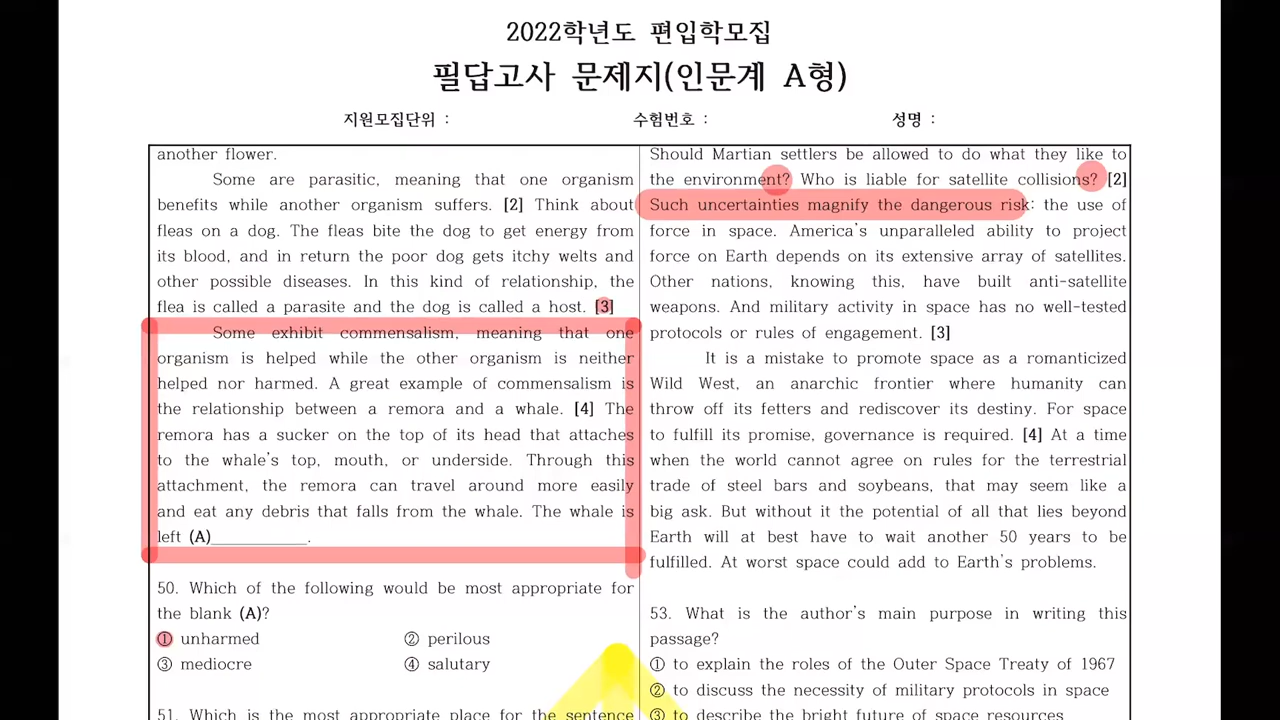 2022학년도 편입학모집
필답고사 문제지(인문계 A형)
지원모집단위 :
수험번호 :
성명 :
another flower.
Some are parasitic, meaning that one organism
benefits while another organism suffers. [2] Think about
fleas on a dog. The fleas bite the dog to get energy from
its blood, and in return the poor dog gets itchy welts and
other possible diseases. In this kind of relationship, the
flea is called a parasite and the dog is called a host. [3]
Some exhibit commensalism, meaning that one
organism is helped while the other organism is neither
helped nor harmed. A great example of commensalism is
the relationship between a remora and a whale. [4] The
remora has a sucker on the top of its head that attaches
to the whale's top, mouth, or underside. Through this
attachment, the remora can travel around more easily
and eat any debris that falls from the whale. The whale is
left (A)____________.
50. Which of the following would be most appropriate for
the blank (A)?
① unharmed
② perilous
③ mediocre
④ salutary
51. Which is the most appropriate place for the sentence
Should Martian settlers be allowed to do what they like to
the environment? Who is liable for satellite collisions? [2]
Such uncertainties magnify the dangerous risk: the use of
force in space. America's unparalleled ability to project
force on Earth depends on its extensive array of satellites.
Other nations, knowing this, have built anti-satellite
weapons. And military activity in space has no well-tested
protocols or rules of engagement. [3]
It is a mistake to promote space as a romanticized
Wild West, an anarchic frontier where humanity can
throw off its fetters and rediscover its destiny. For space
to fulfill its promise, governance is required. [4] At a time
when the world cannot agree on rules for the terrestrial
trade of steel bars and soybeans, that may seem like a
big ask. But without it the potential of all that lies beyond
Earth will at best have to wait another 50 years to be
fulfilled. At worst space could add to Earth's problems.
53. What is the author's main purpose in writing this
passage?
① to explain the roles of the Outer Space Treaty of 1967
② to discuss the necessity of military protocols in space
③ to describe the bright future of space resources